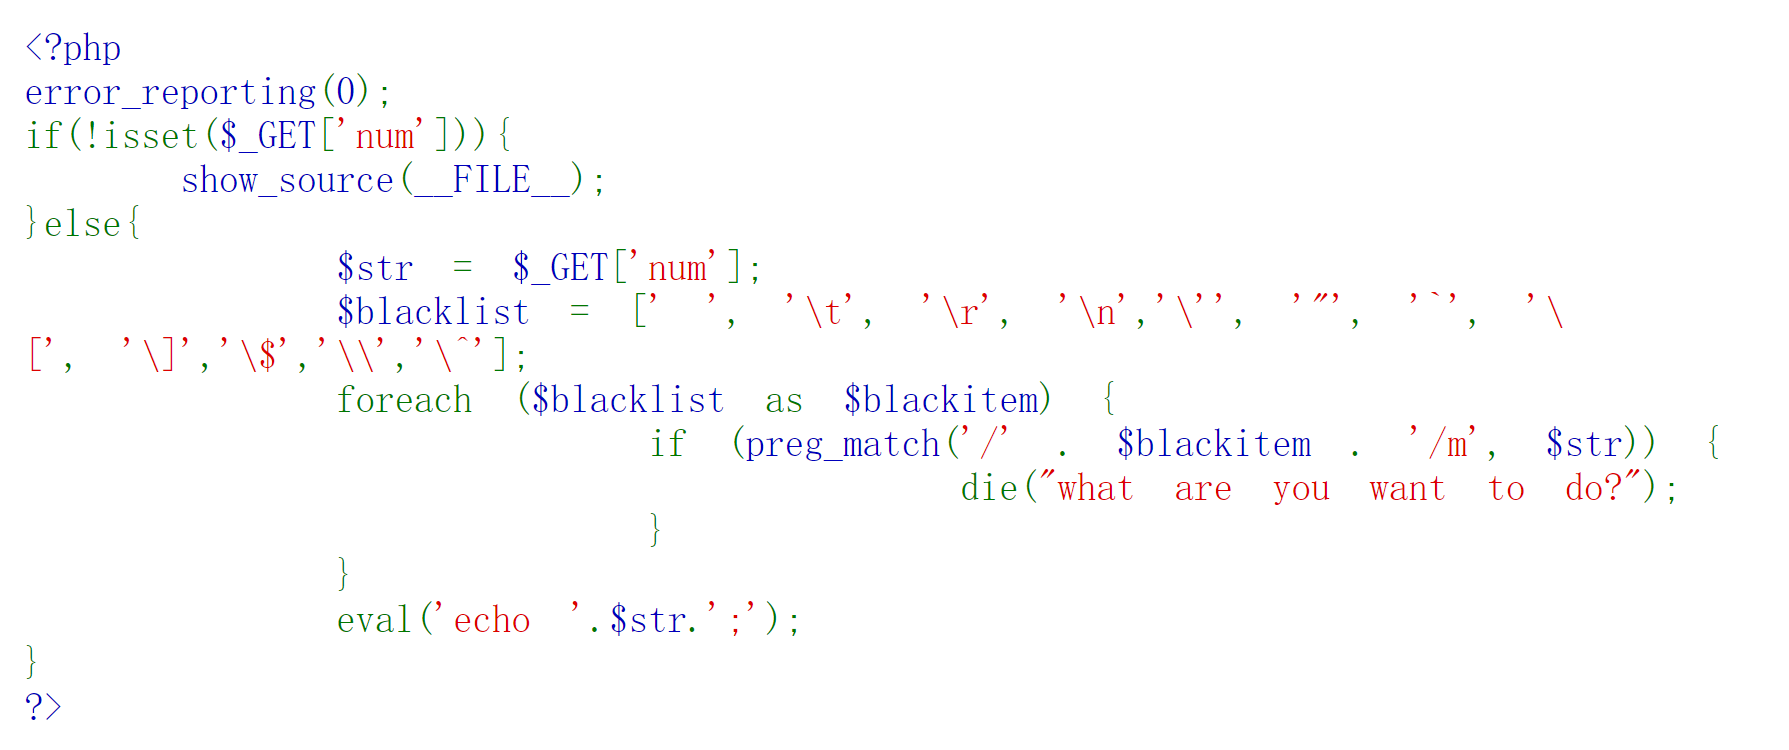 <?php
error_reporting(0);
if(!isset($_GET['num'])){
        show_source(__FILE__);
}else{
                $str = $_GET['num'];
                $blacklist = [' ', '\t', '\r', '\n','\'', '"', '`', '\
[', '\]','\$','\\','\^'];
                foreach ($blacklist as $blackitem) {
                                if (preg_match('/' . $blackitem . '/m', $str)) {
                                                die("what are you want to do?");
                                }
                }
                eval('echo '.$str.';');
}
?>